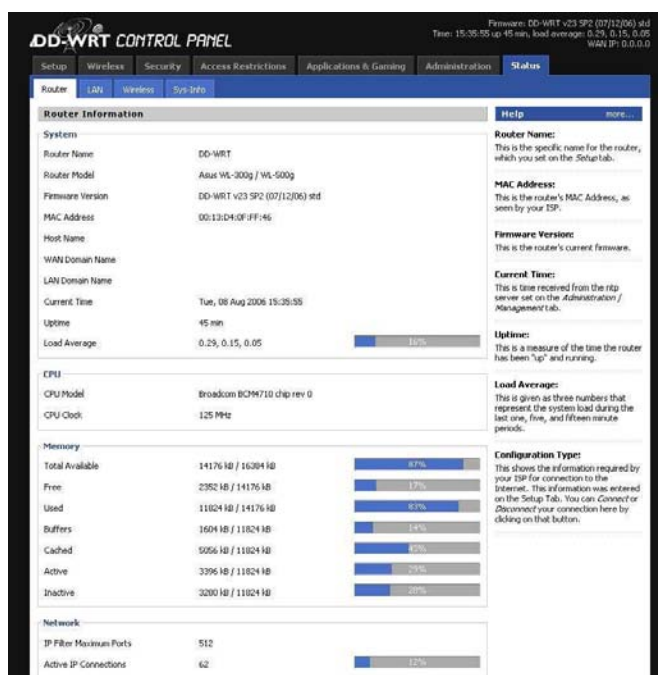 DD-WRT CONTROL PANEL
Firmware: DD-WRT v23 SP2 (07/12/06) std
Time: 15:35:55 up 45 min, load average: 0.29, 0.15, 0.05
WAN IP: 0.0.0.0
Setup Wireless Security Access Restrictions Applications & Gaming Administration Status
Router LAN Wireless Sys-Info
Router Information
System
Router Name DD-WRT
Router Model Asus WL-300g / WL-500g
Firmware Version DD-WRT v23 SP2 (07/12/06) std
MAC Address 00:13:D4:0F:FF:46
Host Name
WAN Domain Name
LAN Domain Name
Current Time Tue, 08 Aug 2006 15:35:55
Uptime 45 min
Load Average 0.29, 0.15, 0.05 16%
CPU
CPU Model Broadcom BCM4710 chip rev 0
CPU Clock 125 MHz
Memory
Total Available 14176 kB / 16384 kB 87%
Free 2352 kB / 14176 kB 17%
Used 11824 kB / 14176 kB 83%
Buffers 1604 kB / 11824 kB 14%
Cached 5056 kB / 11824 kB 43%
Active 3396 kB / 11824 kB 29%
Inactive 3280 kB / 11824 kB 28%
Network
IP Filter Maximum Ports 512
Active IP Connections 62 12%
Help more...
Router Name:
This is the specific name for the router,
which you set on the Setup tab.
MAC Address:
This is the router's MAC Address, as
seen by your ISP.
Firmware Version:
This is the router's current firmware.
Current Time:
This is time received from the ntp
server set on the Administration /
Management tab.
Uptime:
This is a measure of the time the router
has been "up" and running.
Load Average:
This is given as three numbers that
represent the system load during the
last one, five, and fifteen minute
periods.
Configuration Type:
This shows the information required by
your ISP for connection to the
Internet. This information was entered
on the Setup Tab. You can Connect or
Disconnect your connection here by
clicking on that button.